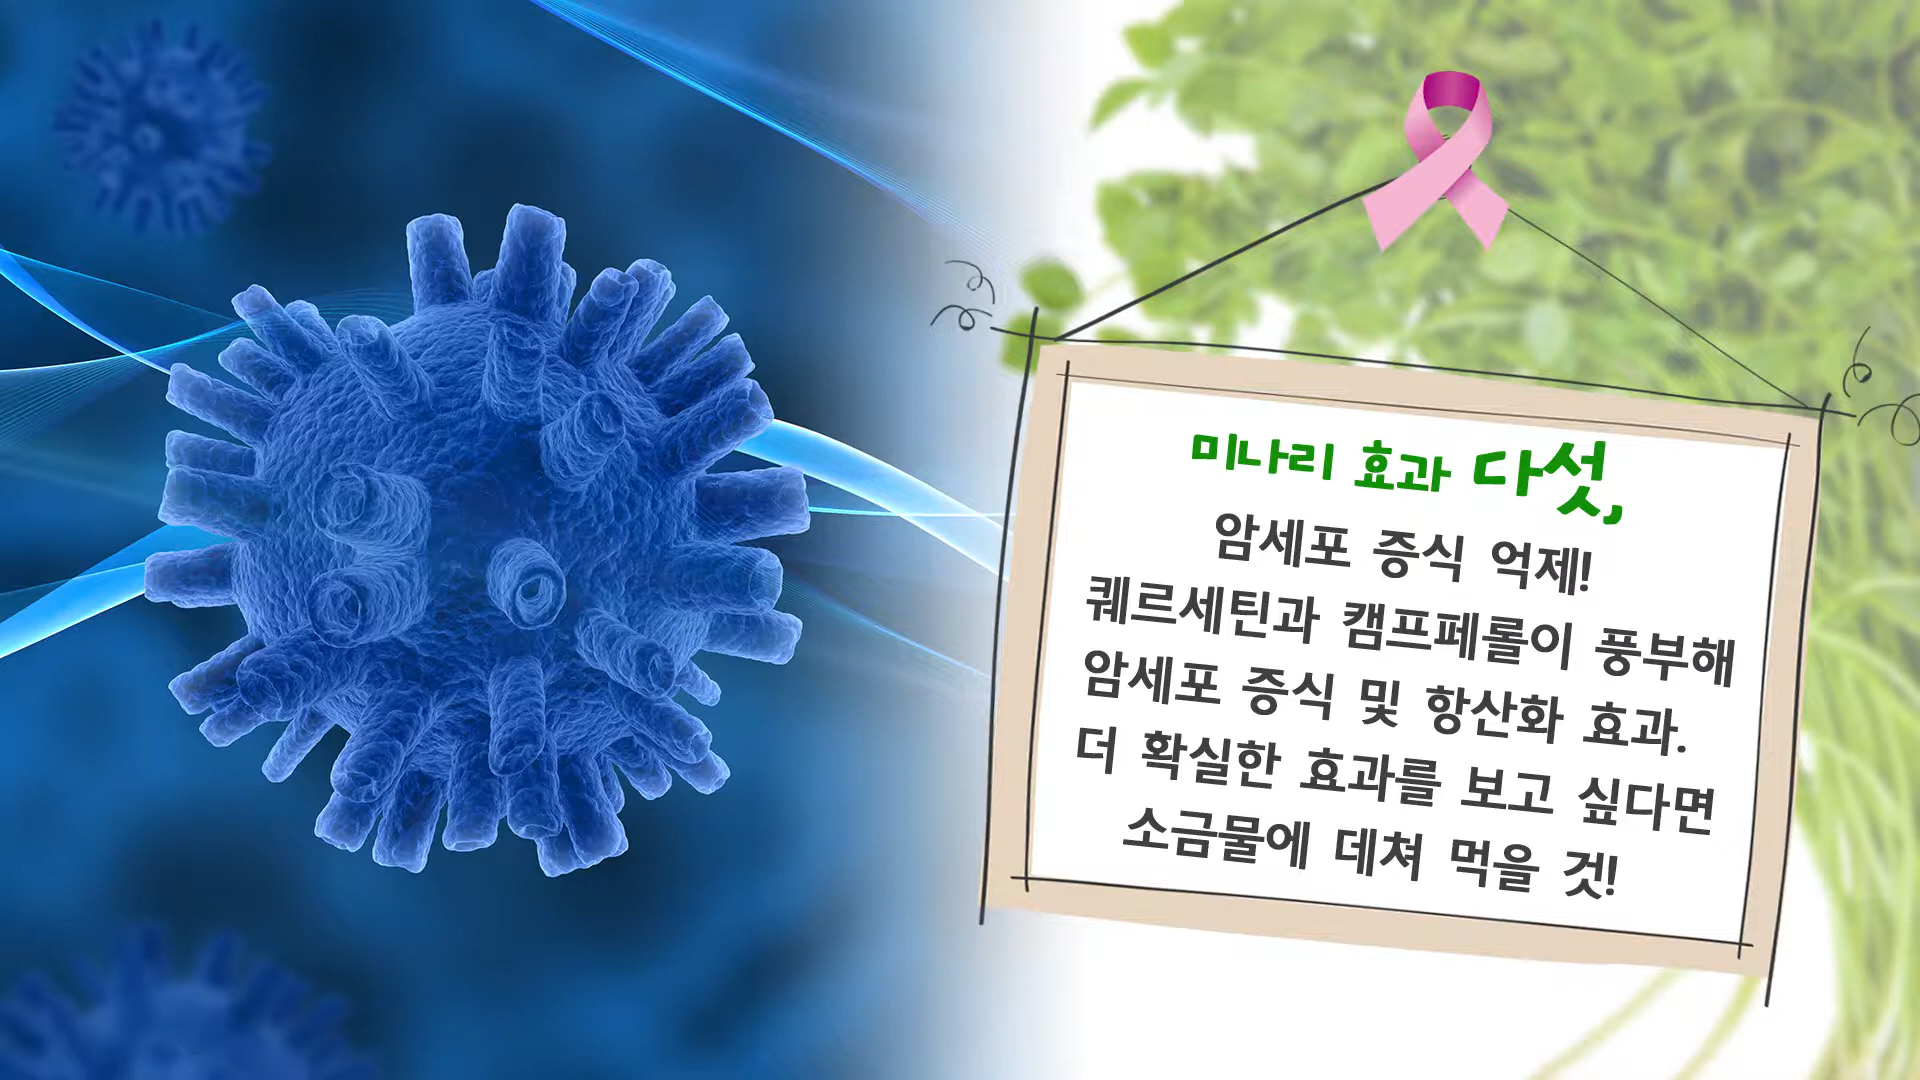 미나리 효과 다섯,
암세포 증식 억제!
퀘르세틴과 캠프페롤이 풍부해
암세포 증식 및 항산화 효과.
더 확실한 효과를 보고 싶다면
소금물에 데쳐 먹을 것!